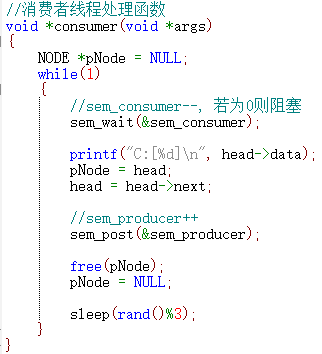 //消费者线程处理函数
void *consumer(void *args)
{
NODE *pNode = NULL;
while(1)
{
//sem_consumer--, 若为0则阻塞
sem_wait(&sem_consumer);
printf("C:[%d]\n", head->data);
pNode = head;
head = head->next;
//sem_producer++
sem_post(&sem_producer);
free(pNode);
pNode = NULL;
sleep(rand()%3);
}
}